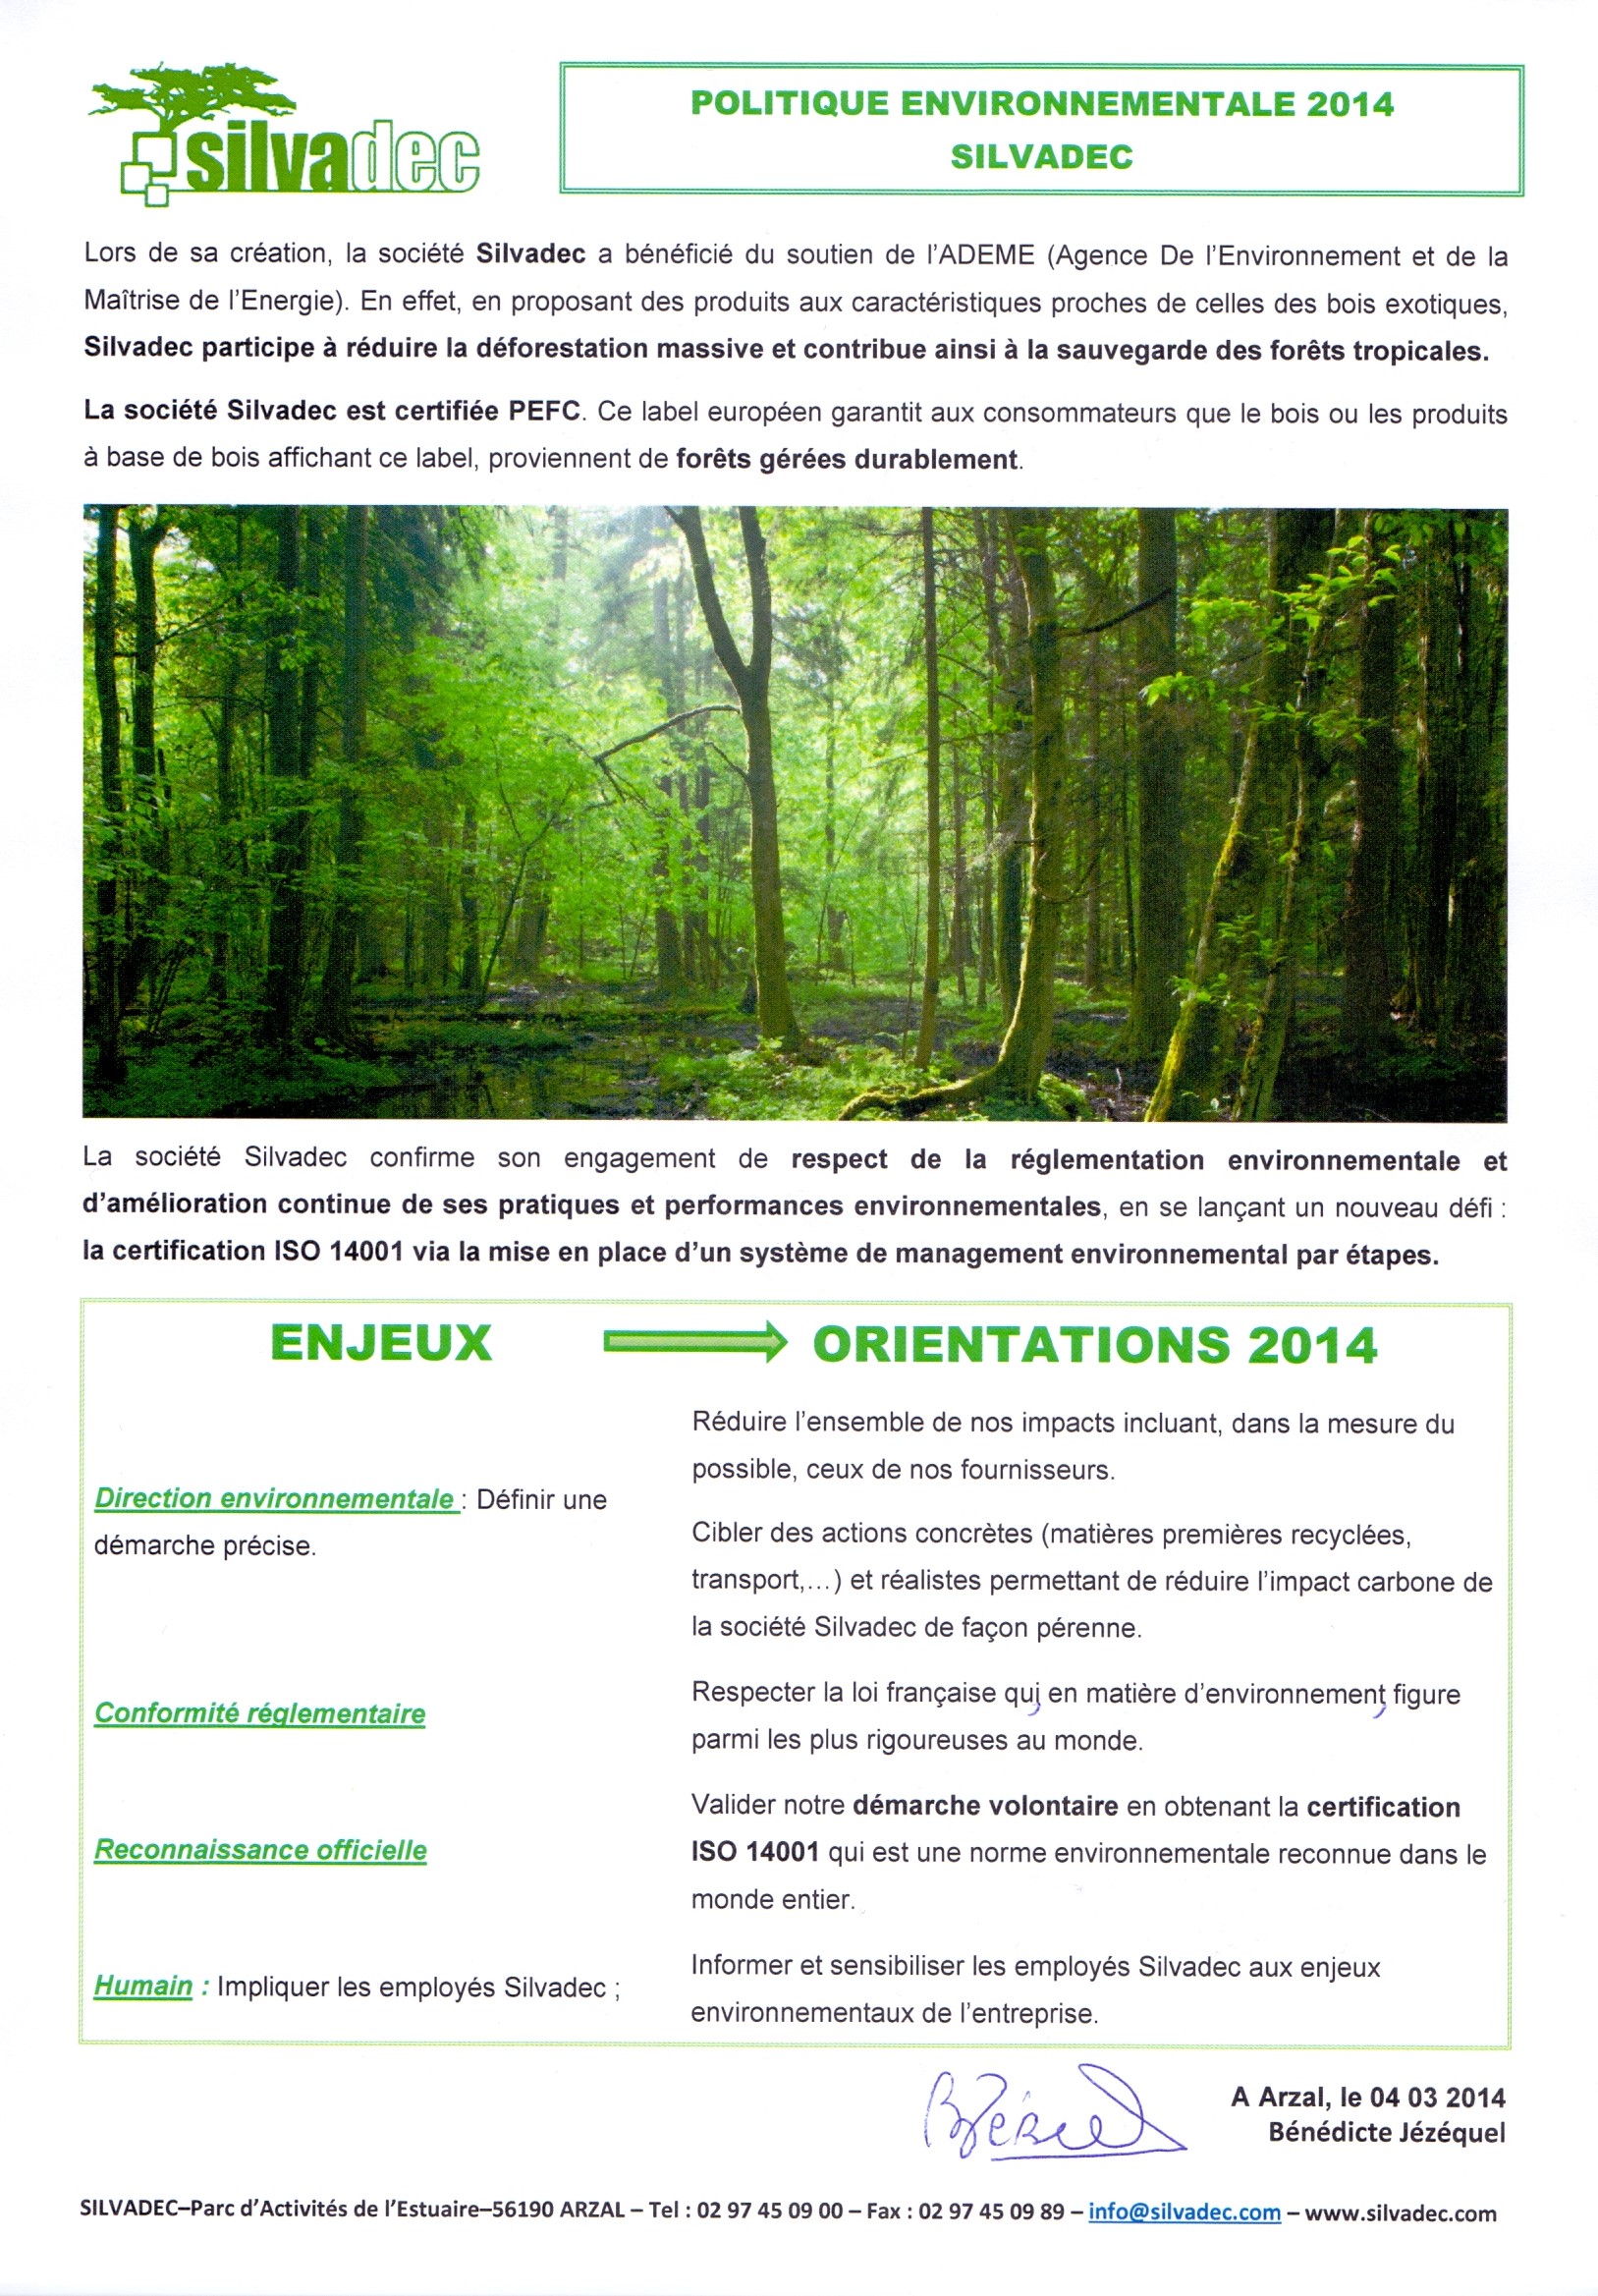 silvadec
POLITIQUE ENVIRONNEMENTALE 2014
SILVADEC
Lors de sa création, la société Silvadec a bénéficié du soutien de l’ADEME (Agence De l’Environnement et de la
Maîtrise de l’Energie). En effet, en proposant des produits aux caractéristiques proches de celles des bois exotiques,
Silvadec participe à réduire la déforestation massive et contribue ainsi à la sauvegarde des forêts tropicales.
La société Silvadec est certifiée PEFC. Ce label européen garantit aux consommateurs que le bois ou les produits
à base de bois affichant ce label, proviennent de forêts gérées durablement.
La société Silvadec confirme son engagement de respect de la réglementation environnementale et
d’amélioration continue de ses pratiques et performances environnementales, en se lançant un nouveau défi :
la certification ISO 14001 via la mise en place d’un système de management environnemental par étapes.
ENJEUX
ORIENTATIONS 2014
Direction environnementale : Définir une
démarche précise.
Réduire l’ensemble de nos impacts incluant, dans la mesure du
possible, ceux de nos fournisseurs.
Cibler des actions concrètes (matières premières recyclées,
transport,…) et réalistes permettant de réduire l’impact carbone de
la société Silvadec de façon pérenne.
Conformité réglementaire
Respecter la loi française qui, en matière d’environnement, figure
parmi les plus rigoureuses au monde.
Reconnaissance officielle
Valider notre démarche volontaire en obtenant la certification
ISO 14001 qui est une norme environnementale reconnue dans le
monde entier.
Humain : Impliquer les employés Silvadec ;
Informer et sensibiliser les employés Silvadec aux enjeux
environnementaux de l’entreprise.
A Arzal, le 04 03 2014
Bénédicte Jézéquel
SILVADEC–Parc d’Activités de l’Estuaire–56190 ARZAL – Tel : 02 97 45 09 00 – Fax : 02 97 45 09 89 – info@silvadec.com – www.silvadec.com